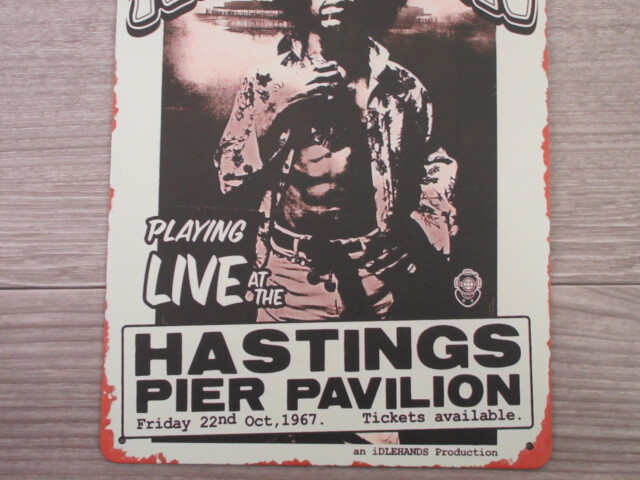 PLAYING
LIVE AT THE
HASTINGS
PIER PAVILION
Friday 22nd Oct,1967. Tickets available.
an iDLEHANDS Production